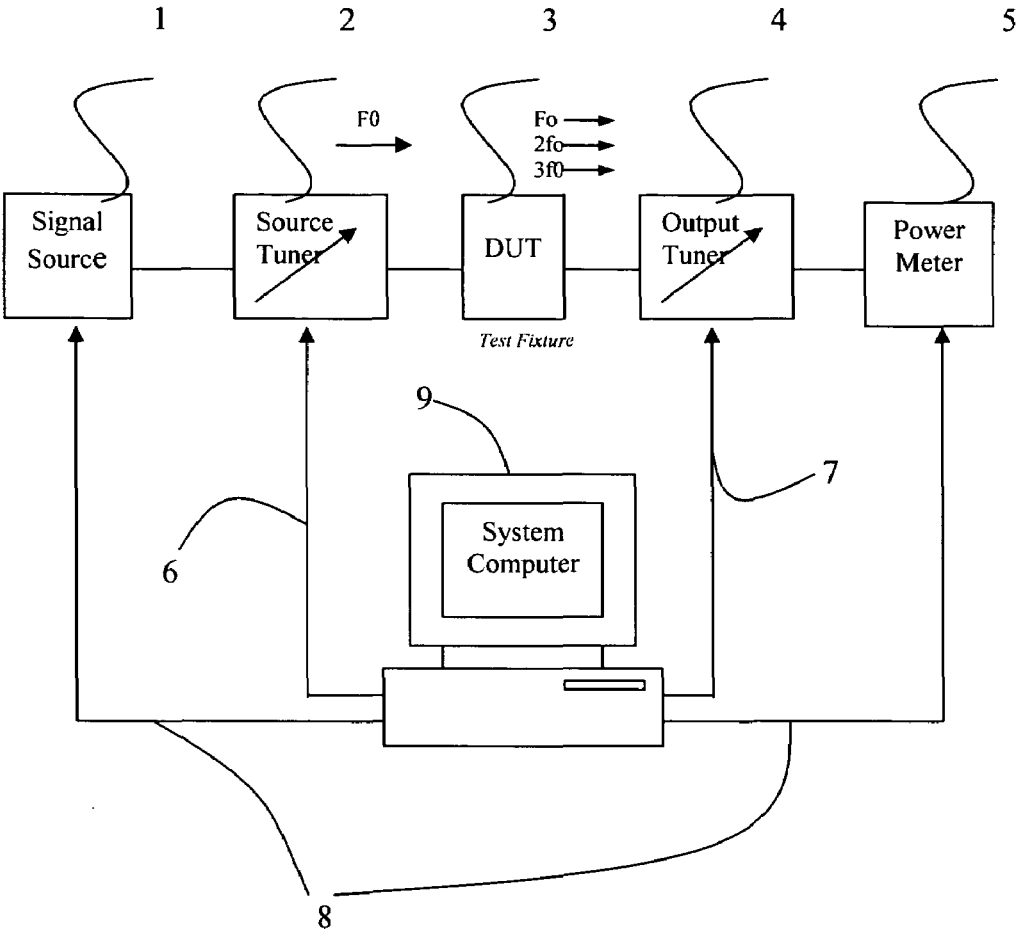 1 2 3 4 5
F0
Fo
2fo
3f0
Signal
Source
Source
Tuner
DUT
Output
Tuner
Power
Meter
Test Fixture
9
7
System
Computer
6
8